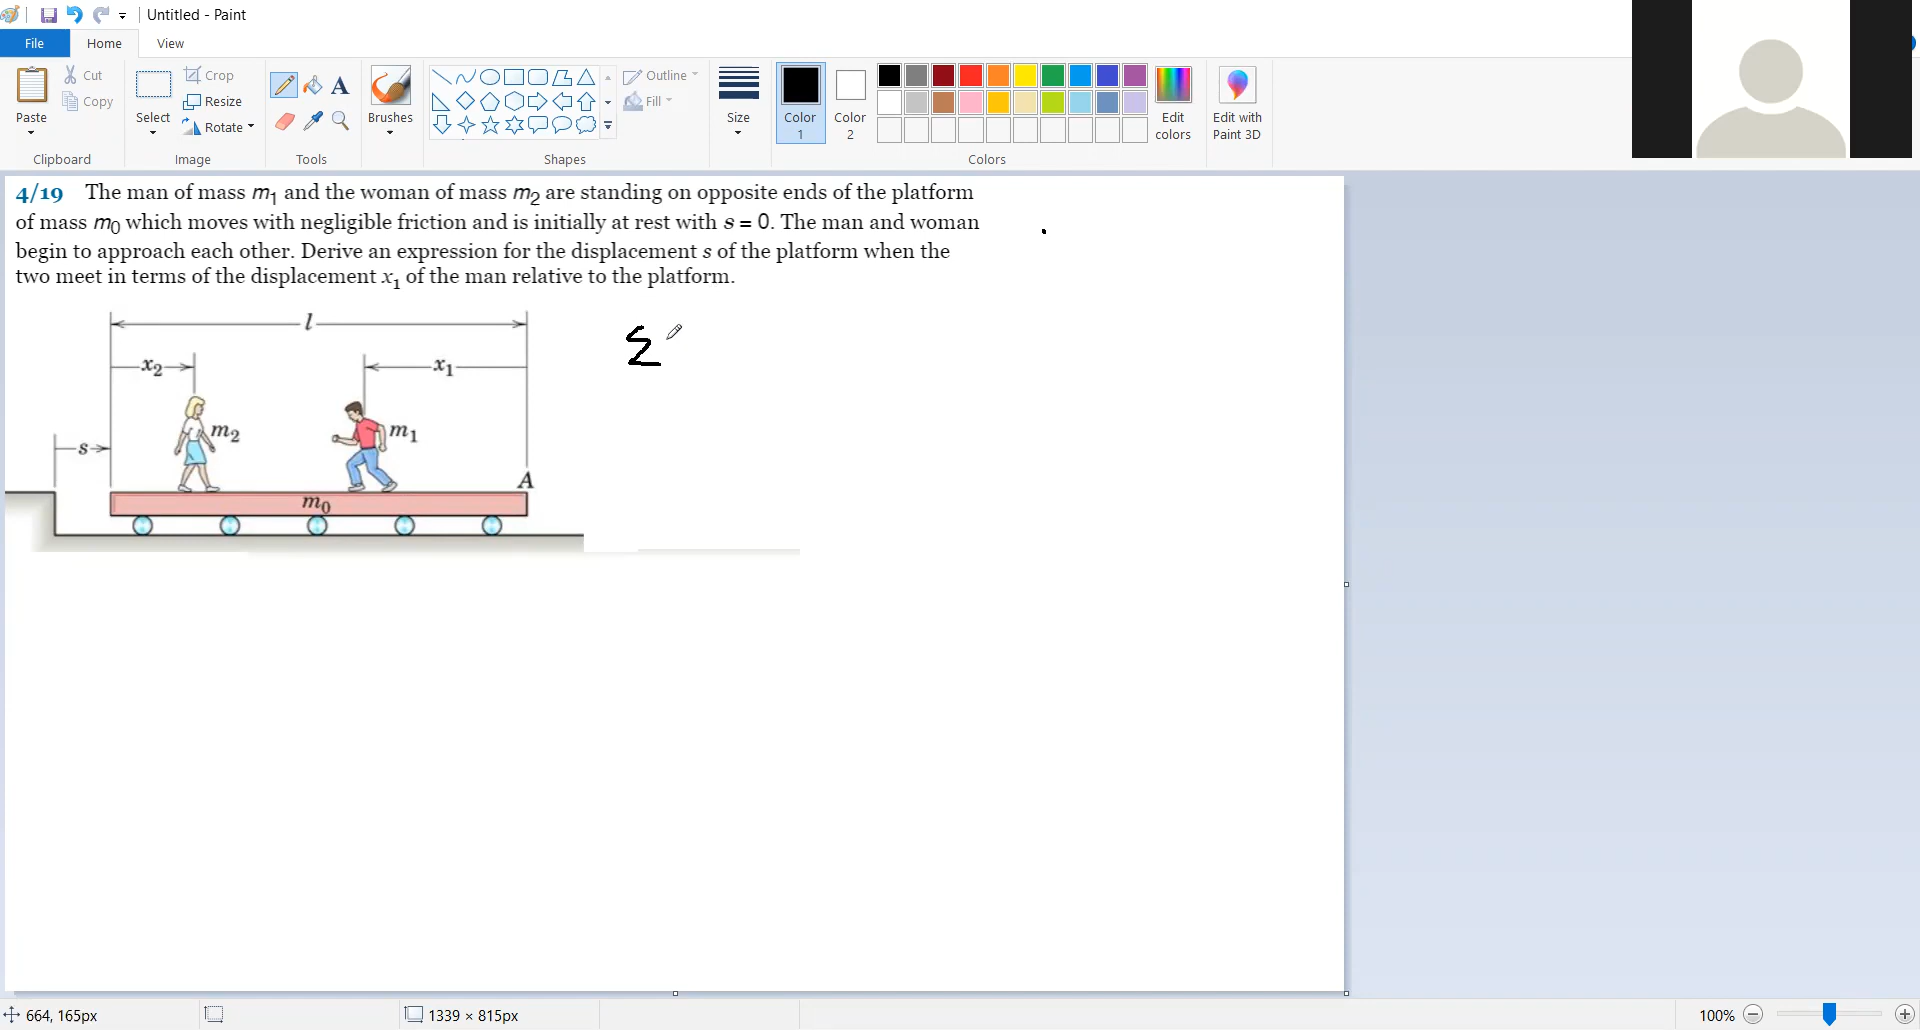 Untitled - Paint
File Home View
Paste
Cut
Copy
Clipboard
Select
Crop
Resize
Rotate
Image
A
Tools
Brushes
Outline
Fill
Shapes
Size
Color 1
Color 2
Edit colors
Colors
Edit with Paint 3D
4/19 The man of mass m₁ and the woman of mass m₂ are standing on opposite ends of the platform
of mass m₀ which moves with negligible friction and is initially at rest with s = 0. The man and woman
begin to approach each other. Derive an expression for the displacement s of the platform when the
two meet in terms of the displacement x₁ of the man relative to the platform.
l
x₂ x₁
m₂ m₁
s
A
m₀
Σ
664, 165px
1339 × 815px
100%